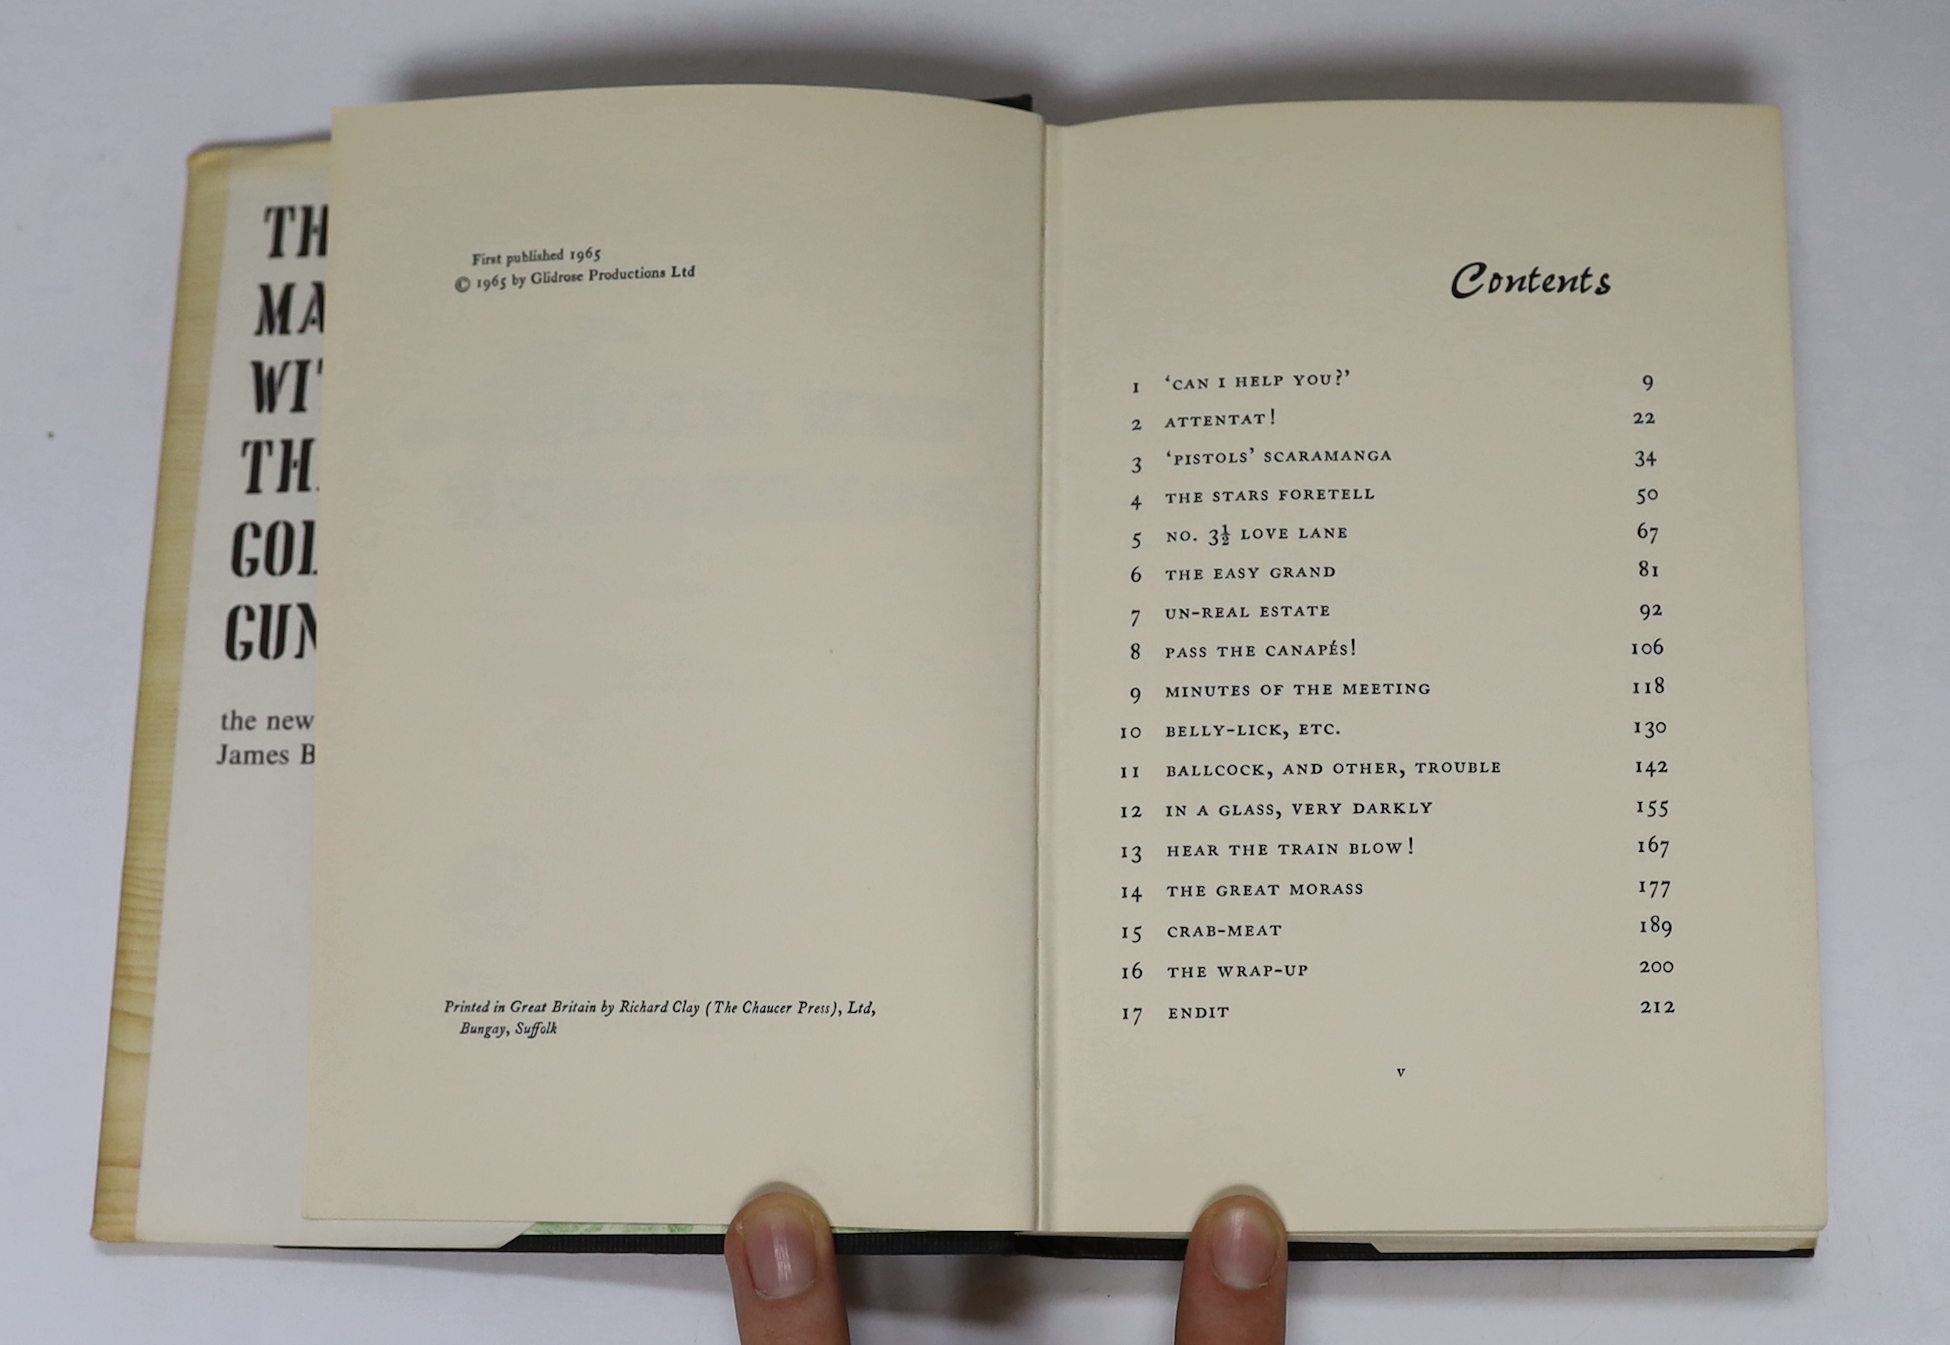 TH
MA
WI
TH
GOL
GUN
the new
James B
First published 1965
© 1965 by Glidrose Productions Ltd
Printed in Great Britain by Richard Clay (The Chaucer Press), Ltd,
Bungay, Suffolk
Contents
1 ‘CAN I HELP YOU?’ 9
2 ATTENTAT! 22
3 ‘PISTOLS’ SCARAMANGA 34
4 THE STARS FORETELL 50
5 NO. 3½ LOVE LANE 67
6 THE EASY GRAND 81
7 UN-REAL ESTATE 92
8 PASS THE CANAPÉS! 106
9 MINUTES OF THE MEETING 118
10 BELLY-LICK, ETC. 130
11 BALLCOCK, AND OTHER, TROUBLE 142
12 IN A GLASS, VERY DARKLY 155
13 HEAR THE TRAIN BLOW! 167
14 THE GREAT MORASS 177
15 CRAB-MEAT 189
16 THE WRAP-UP 200
17 ENDIT 212
v